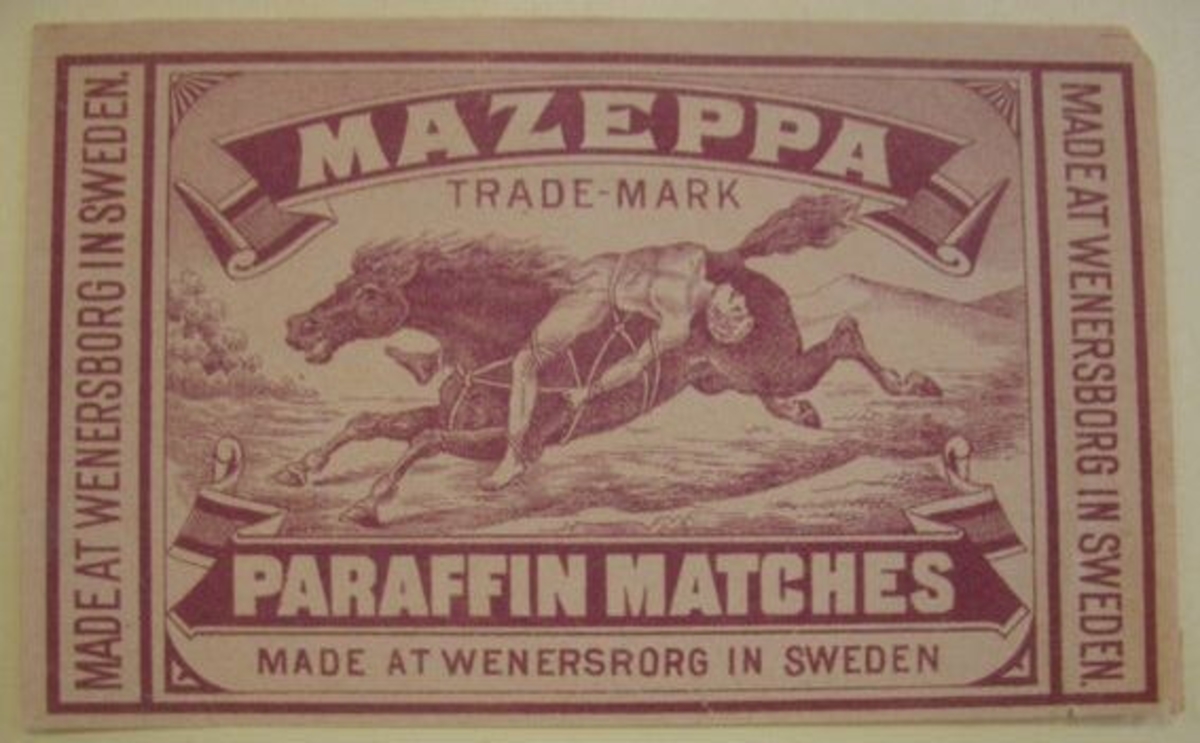 MADE AT WENERSBORG IN SWEDEN.
MAZEPPA
TRADE-MARK
PARAFFIN MATCHES
MADE AT WENERSRORG IN SWEDEN
MADE AT WENERSBORG IN SWEDEN.